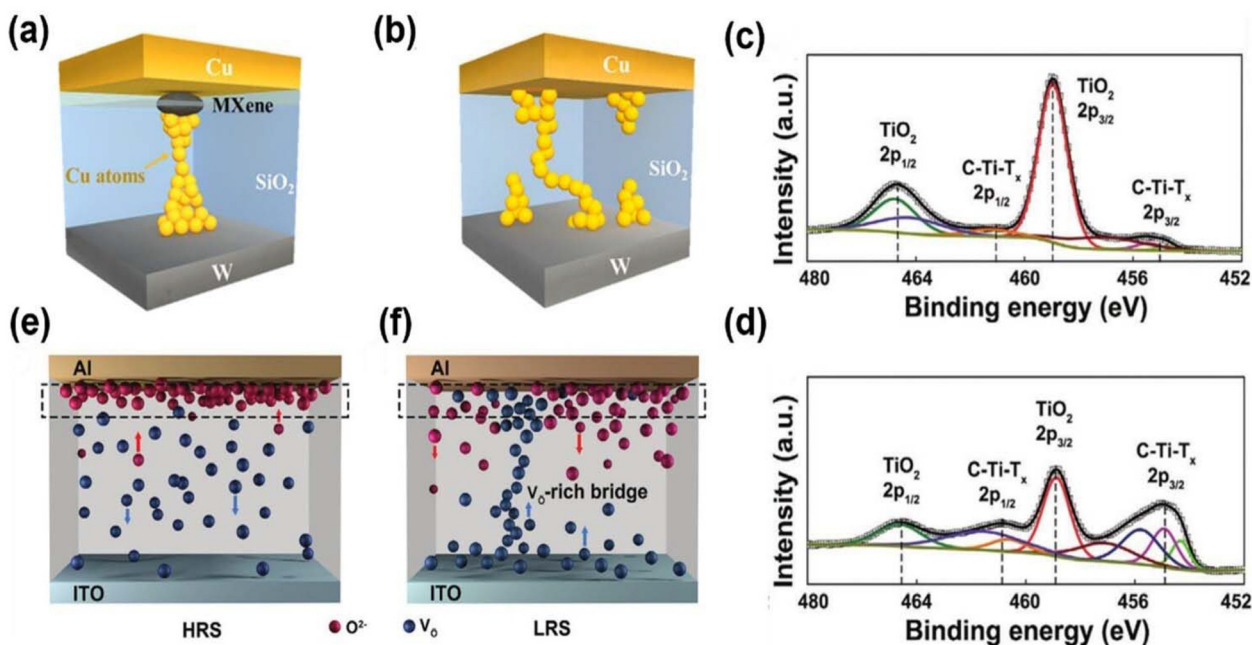 (a)
Cu
MXene
Cu atoms
SiO₂
W
(b)
Cu
SiO₂
W
(c)
Intensity (a.u.)
TiO₂
2p₁/₂
C-Ti-Tₓ
2p₁/₂
TiO₂
2p₃/₂
C-Ti-Tₓ
2p₃/₂
480 464 460 456 452
Binding energy (eV)
(d)
Intensity (a.u.)
TiO₂
2p₁/₂
C-Ti-Tₓ
2p₁/₂
TiO₂
2p₃/₂
C-Ti-Tₓ
2p₃/₂
480 464 460 456 452
Binding energy (eV)
(e)
Al
ITO
HRS
(f)
Al
Vₒ-rich bridge
ITO
LRS
O²⁻ Vₒ